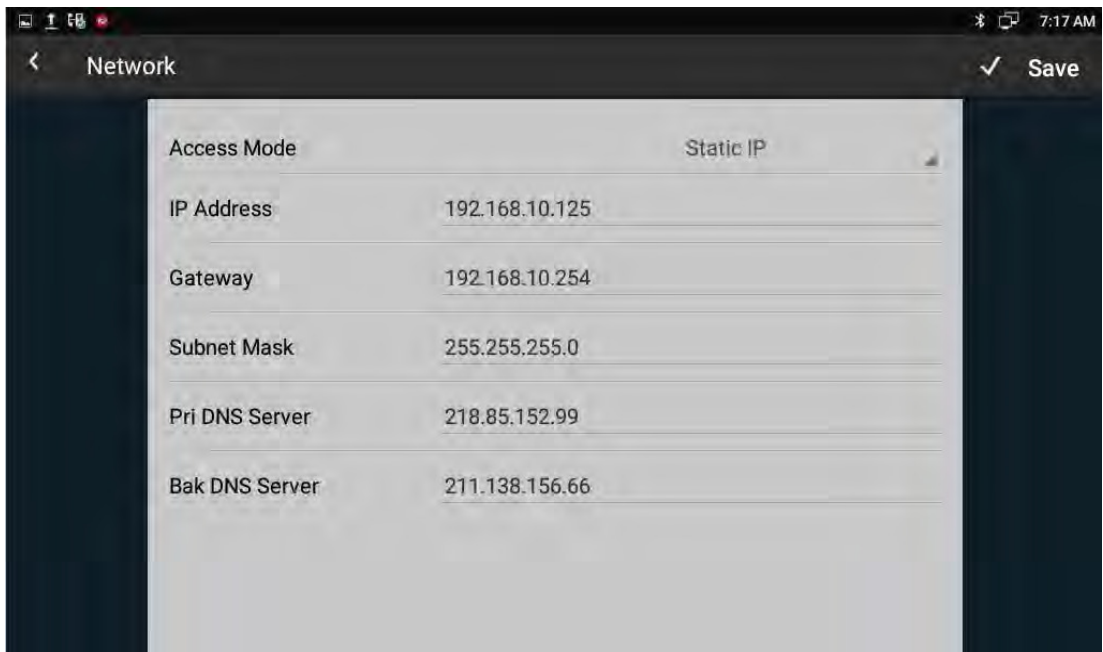 7:17 AM
Network
Save
Access Mode Static IP
IP Address 192.168.10.125
Gateway 192.168.10.254
Subnet Mask 255.255.255.0
Pri DNS Server 218.85.152.99
Bak DNS Server 211.138.156.66